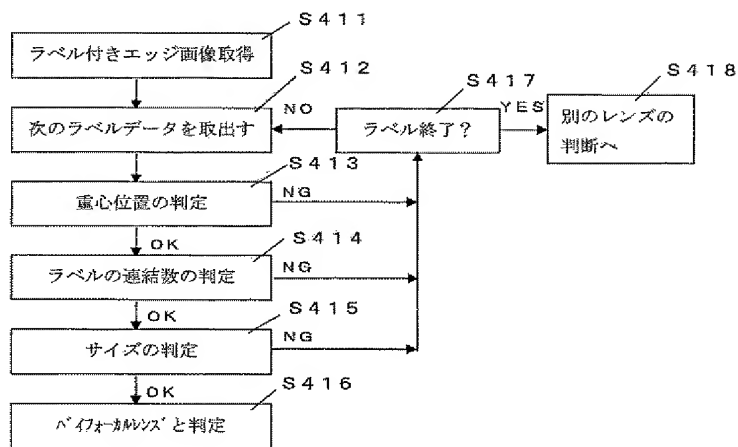 S411
ラベル付きエッジ画像取得
S412
次のラベルデータを取出す
NO
S417
ラベル終了?
YES
S418
別のレンズの
判断へ
S413
重心位置の判定
NG
OK
S414
ラベルの連結数の判定
NG
OK
S415
サイズの判定
NG
OK
S416
バイフォーカルレンズと判定